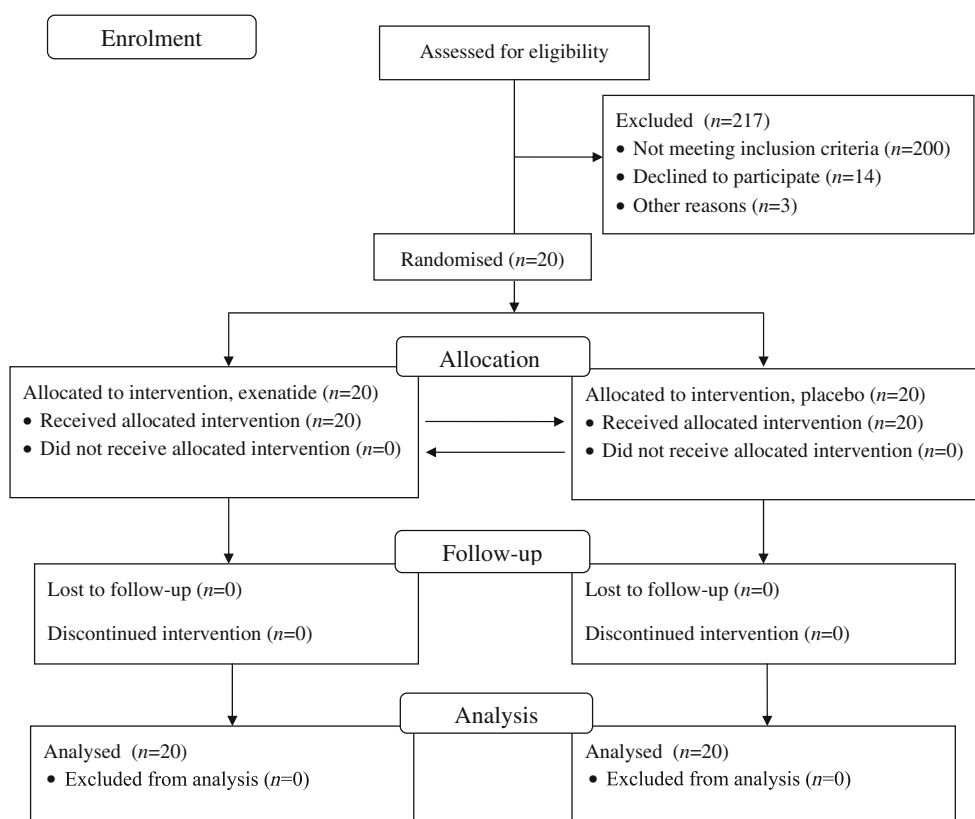 Enrolment
Assessed for eligibility
Excluded (n=217)
• Not meeting inclusion criteria (n=200)
• Declined to participate (n=14)
• Other reasons (n=3)
Randomised (n=20)
Allocation
Allocated to intervention, exenatide (n=20)
• Received allocated intervention (n=20)
• Did not receive allocated intervention (n=0)
Allocated to intervention, placebo (n=20)
• Received allocated intervention (n=20)
• Did not receive allocated intervention (n=0)
Follow-up
Lost to follow-up (n=0)
Discontinued intervention (n=0)
Lost to follow-up (n=0)
Discontinued intervention (n=0)
Analysis
Analysed (n=20)
• Excluded from analysis (n=0)
Analysed (n=20)
• Excluded from analysis (n=0)